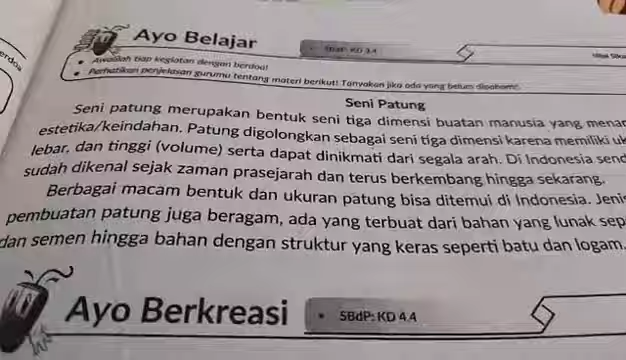 Ayo Belajar
SBdP: KD 3.4
Awalilah tiap kegiatan dengan berdoa!
Perhatikan penjelasan gurumu tentang materi berikut! Tanyakan jika ada yang belum dipahami.
Seni Patung
Seni patung merupakan bentuk seni tiga dimensi buatan manusia yang
estetika/keindahan. Patung digolongkan sebagai seni tiga dimensi karena memiliki
lebar, dan tinggi (volume) serta dapat dinikmati dari segala arah. Di Indonesia
sudah dikenal sejak zaman prasejarah dan terus berkembang hingga sekarang.
Berbagai macam bentuk dan ukuran patung bisa ditemui di Indonesia.
pembuatan patung juga beragam, ada yang terbuat dari bahan yang lunak
dan semen hingga bahan dengan struktur yang keras seperti batu dan logam.
Ayo Berkreasi
SBdP: KD 4.4